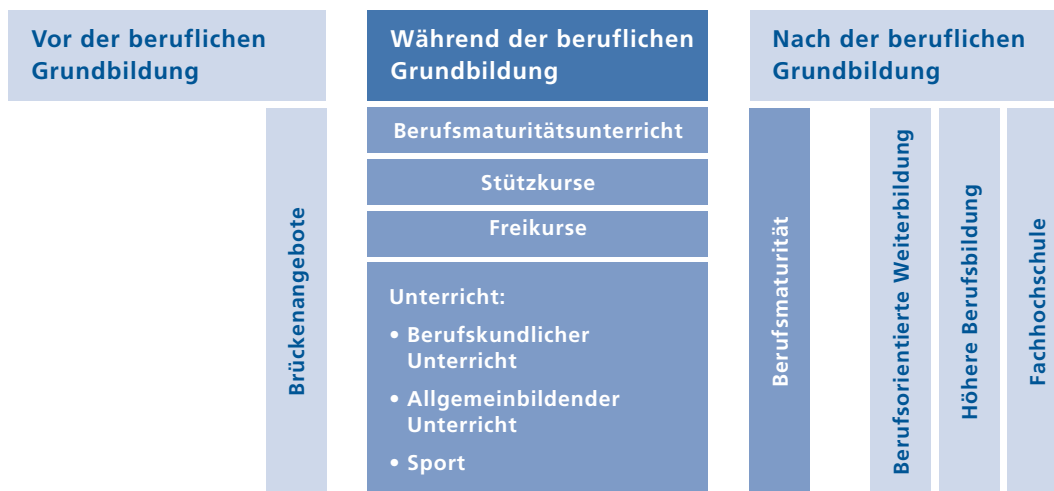 Vor der beruflichen
Grundbildung
Während der beruflichen
Grundbildung
Nach der beruflichen
Grundbildung
Brückenangebote
Berufsmaturitätsunterricht
Stützkurse
Freikurse
Unterricht:
• Berufskundlicher
Unterricht
• Allgemeinbildender
Unterricht
• Sport
Berufsmaturität
Berufsorientierte Weiterbildung
Höhere Berufsbildung
Fachhochschule